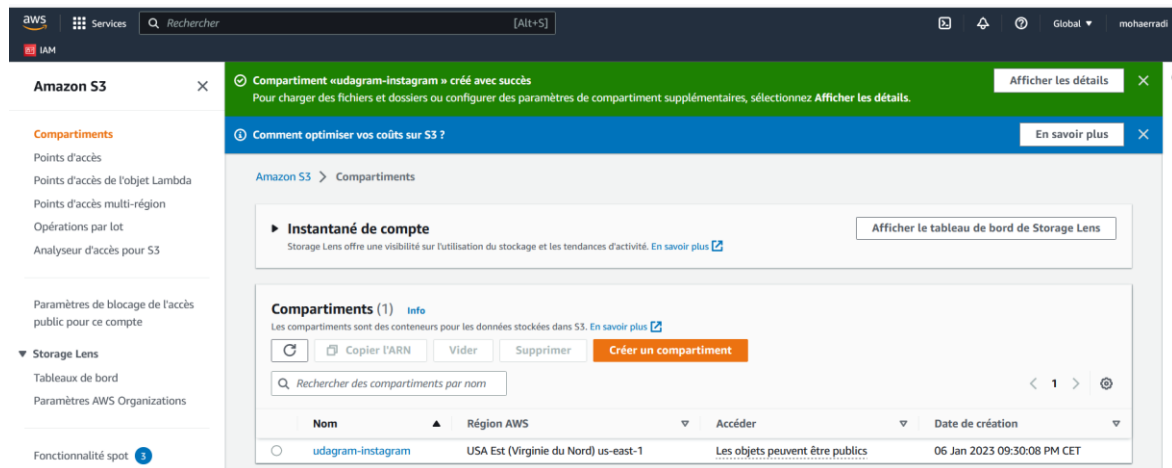 aws Services Rechercher [Alt+S] Global mohaerradi
IAM
Amazon S3
Compartiments
Points d'accès
Points d'accès de l'objet Lambda
Points d'accès multi-région
Opérations par lot
Analyseur d'accès pour S3
Paramètres de blocage de l'accès
public pour ce compte
Storage Lens
Tableaux de bord
Paramètres AWS Organizations
Fonctionnalité spot 3
Compartiment «udagram-instagram » créé avec succès
Pour charger des fichiers et dossiers ou configurer des paramètres de compartiment supplémentaires, sélectionnez Afficher les détails.
Afficher les détails
Comment optimiser vos coûts sur S3 ?
En savoir plus
Amazon S3 > Compartiments
Instantané de compte
Storage Lens offre une visibilité sur l'utilisation du stockage et les tendances d'activité. En savoir plus
Afficher le tableau de bord de Storage Lens
Compartiments (1) Info
Les compartiments sont des conteneurs pour les données stockées dans S3. En savoir plus
Copier l'ARN Vider Supprimer Créer un compartiment
Rechercher des compartiments par nom
< 1 >
Nom Région AWS Accéder Date de création
udagram-instagram USA Est (Virginie du Nord) us-east-1 Les objets peuvent être publics 06 Jan 2023 09:30:08 PM CET